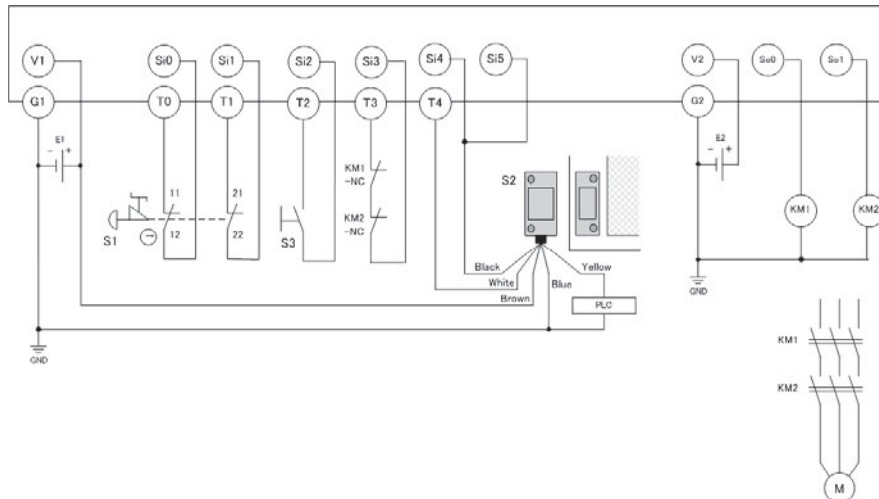 V1 Si0 Si1 Si2 Si3 Si4 Si5 V2 So0 So1
G1 T0 T1 T2 T3 T4 G2
- E1 +
- E2 +
KM1
-NC
S2
11 21
KM2
-NC
KM1 KM2
S1 12 22 S3
Black Yellow
White Blue
Brown PLC
GND
GND
KM1
KM2
M